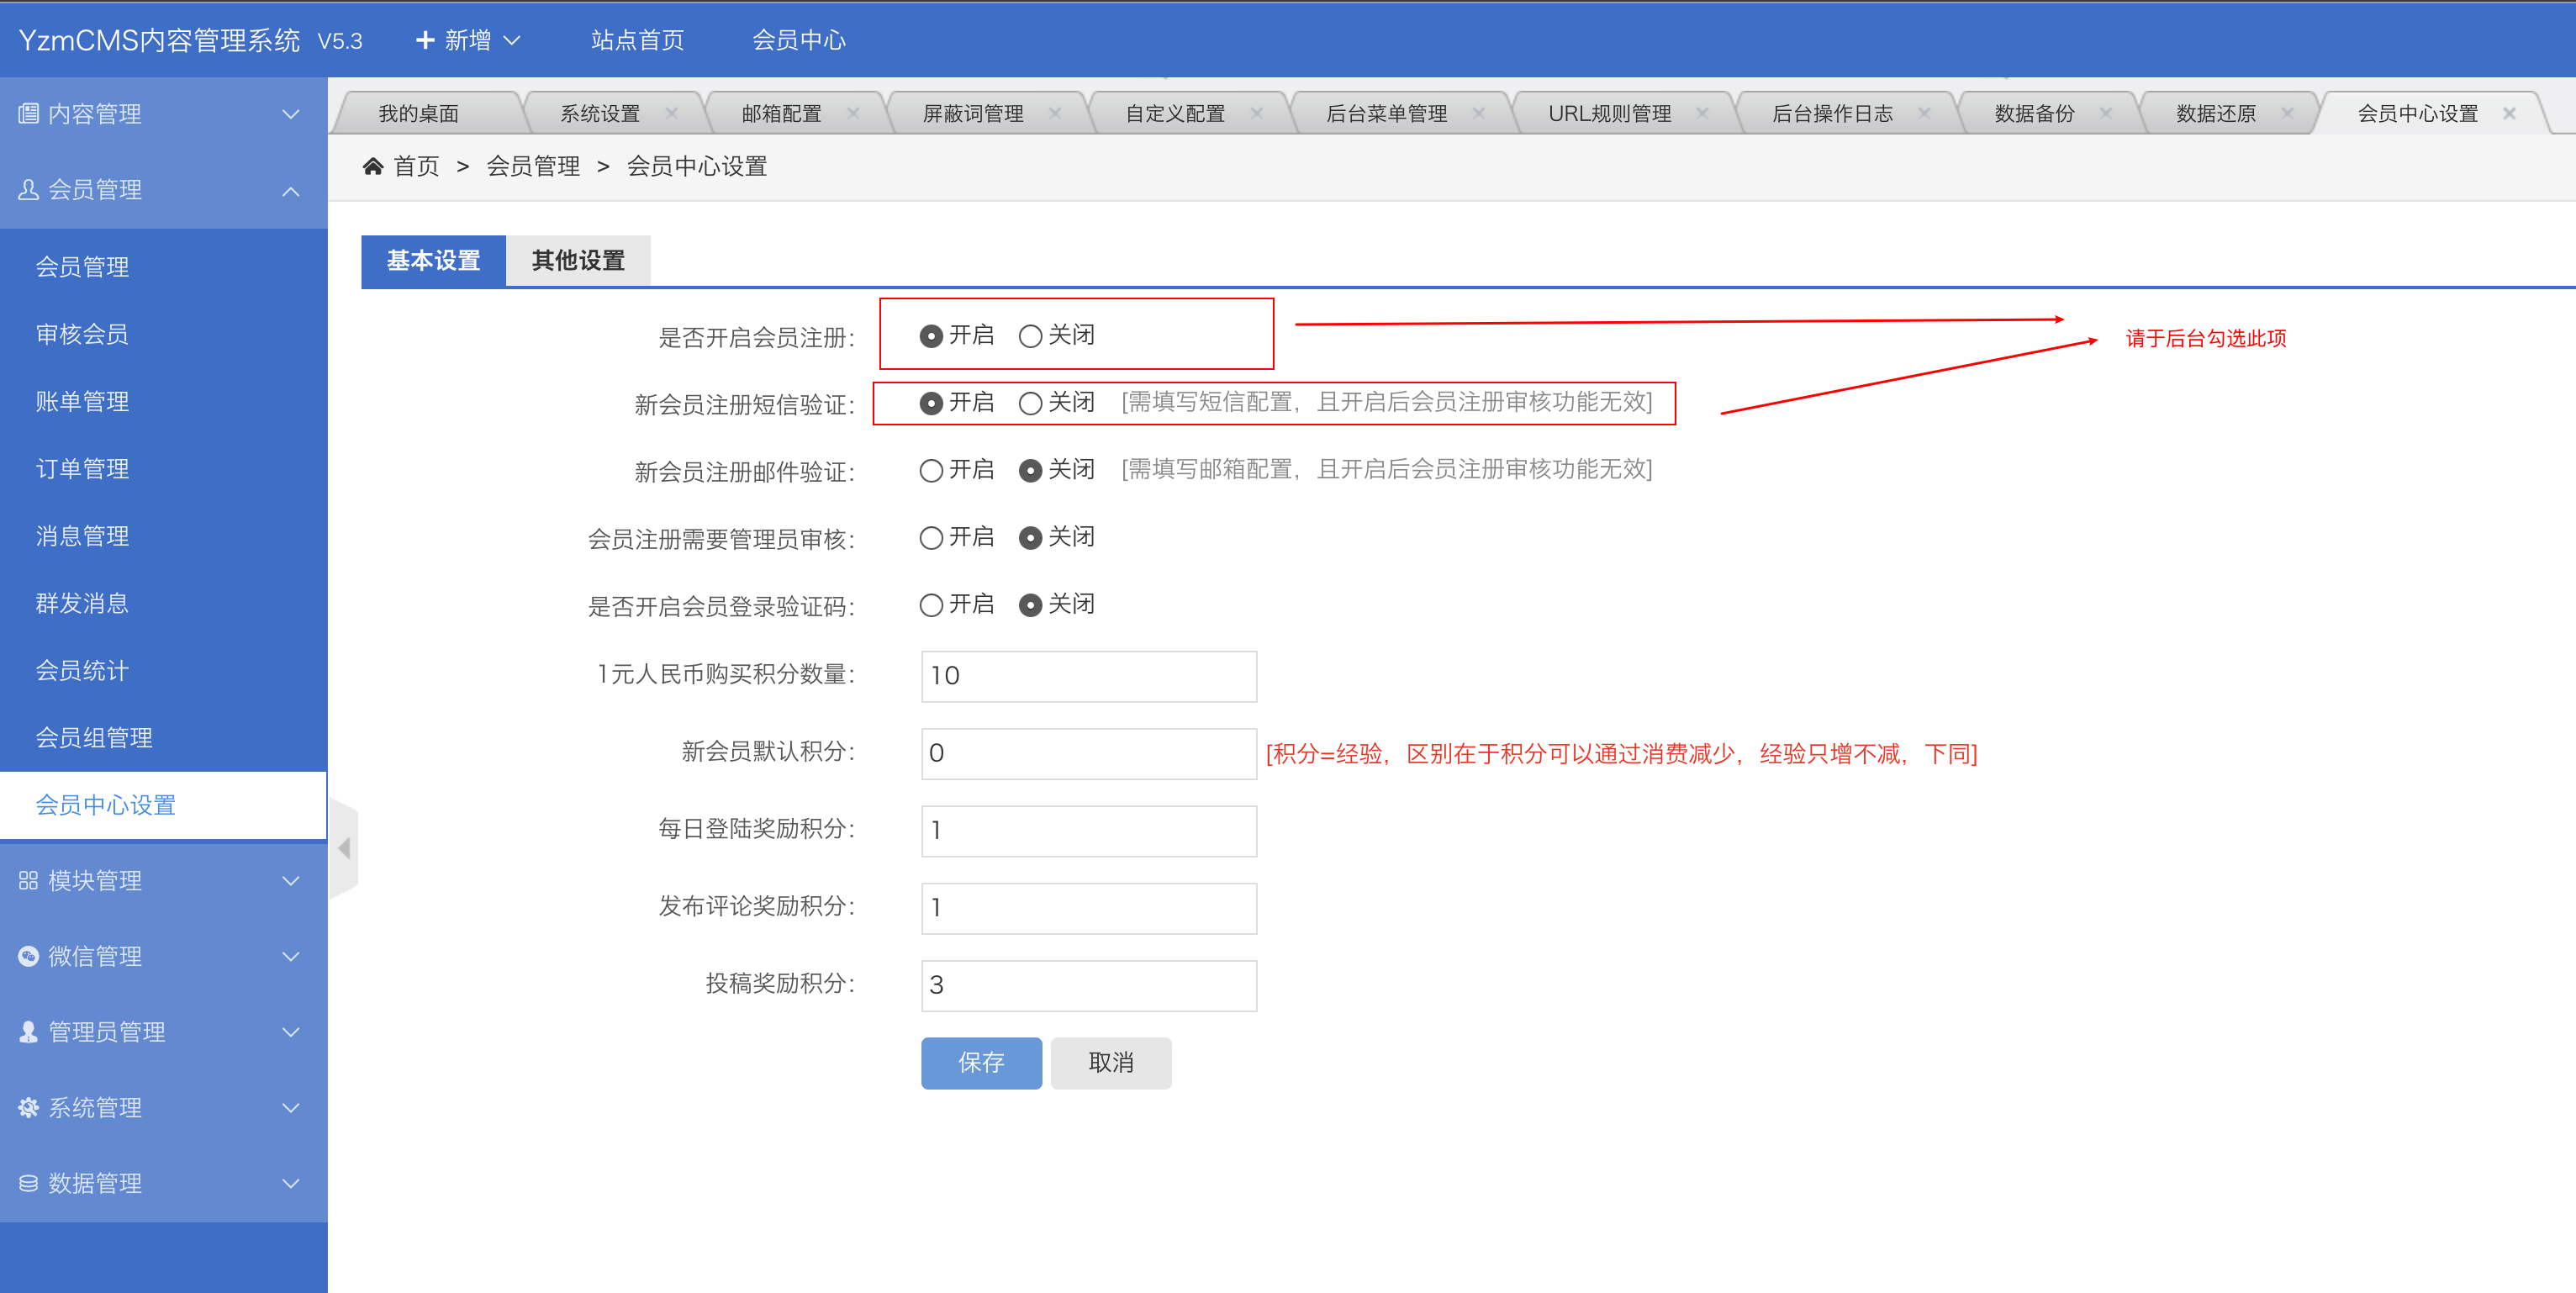 YzmCMS内容管理系统 V5.3 新增 站点首页 会员中心
内容管理
会员管理
会员管理
审核会员
账单管理
订单管理
消息管理
群发消息
会员统计
会员组管理
会员中心设置
模块管理
微信管理
管理员管理
系统管理
数据管理
我的桌面 系统设置 邮箱配置 屏蔽词管理 自定义配置 后台菜单管理 URL规则管理 后台操作日志 数据备份 数据还原 会员中心设置
首页 > 会员管理 > 会员中心设置
基本设置 其他设置
是否开启会员注册： 开启 关闭
请于后台勾选此项
新会员注册短信验证： 开启 关闭 [需填写短信配置，且开启后会员注册审核功能无效]
新会员注册邮件验证： 开启 关闭 [需填写邮箱配置，且开启后会员注册审核功能无效]
会员注册需要管理员审核： 开启 关闭
是否开启会员登录验证码： 开启 关闭
1元人民币购买积分数量： 10
新会员默认积分： 0 [积分=经验，区别在于积分可以通过消费减少，经验只增不减，下同]
每日登陆奖励积分： 1
发布评论奖励积分： 1
投稿奖励积分： 3
保存 取消